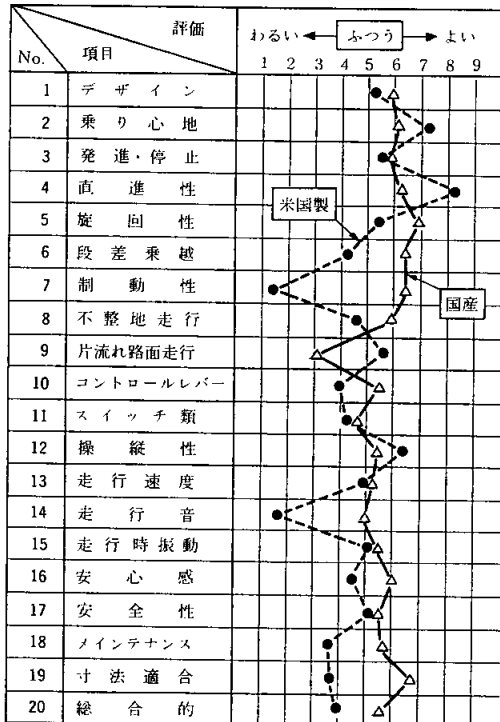 評価
No. 項目
わるい ← ふつう → よい
1 2 3 4 5 6 7 8 9
1 デザイン
2 乗り心地
3 発進・停止
4 直進性
5 旋回性
6 段差乗越
7 制動性
8 不整地走行
9 片流れ路面走行
10 コントロールレバー
11 スイッチ類
12 操縦性
13 走行速度
14 走行音
15 走行時振動
16 安心感
17 安全性
18 メインテナンス
19 寸法適合
20 総合的
米国製
国産